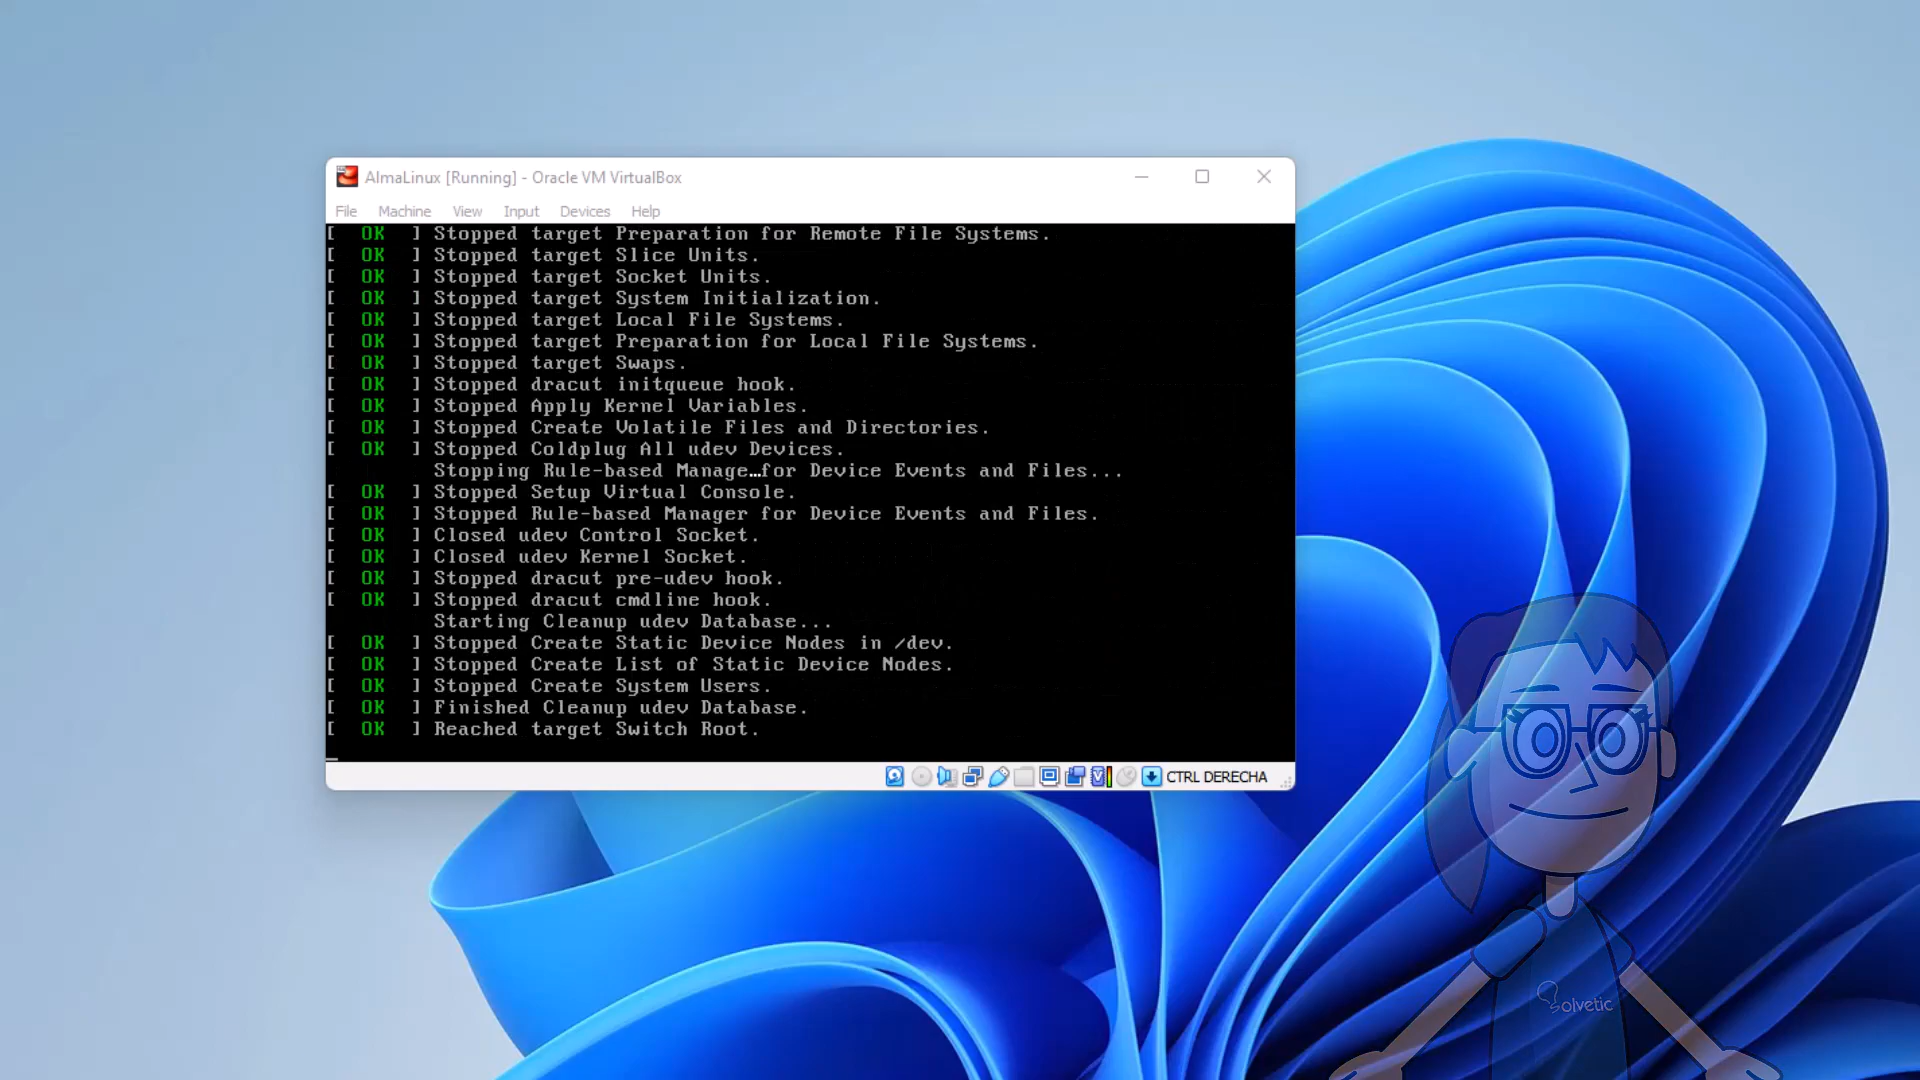 AlmaLinux [Running] - Oracle VM VirtualBox
File Machine View Input Devices Help
[ OK ] Stopped target Preparation for Remote File Systems.
[ OK ] Stopped target Slice Units.
[ OK ] Stopped target Socket Units.
[ OK ] Stopped target System Initialization.
[ OK ] Stopped target Local File Systems.
[ OK ] Stopped target Preparation for Local File Systems.
[ OK ] Stopped target Swaps.
[ OK ] Stopped dracut initqueue hook.
[ OK ] Stopped Apply Kernel Variables.
[ OK ] Stopped Create Volatile Files and Directories.
[ OK ] Stopped Coldplug All udev Devices.
Stopping Rule-based Manage…for Device Events and Files...
[ OK ] Stopped Setup Virtual Console.
[ OK ] Stopped Rule-based Manager for Device Events and Files.
[ OK ] Closed udev Control Socket.
[ OK ] Closed udev Kernel Socket.
[ OK ] Stopped dracut pre-udev hook.
[ OK ] Stopped dracut cmdline hook.
Starting Cleanup udev Database...
[ OK ] Stopped Create Static Device Nodes in /dev.
[ OK ] Stopped Create List of Static Device Nodes.
[ OK ] Stopped Create System Users.
[ OK ] Finished Cleanup udev Database.
[ OK ] Reached target Switch Root.
CTRL DERECHA
Solvetic